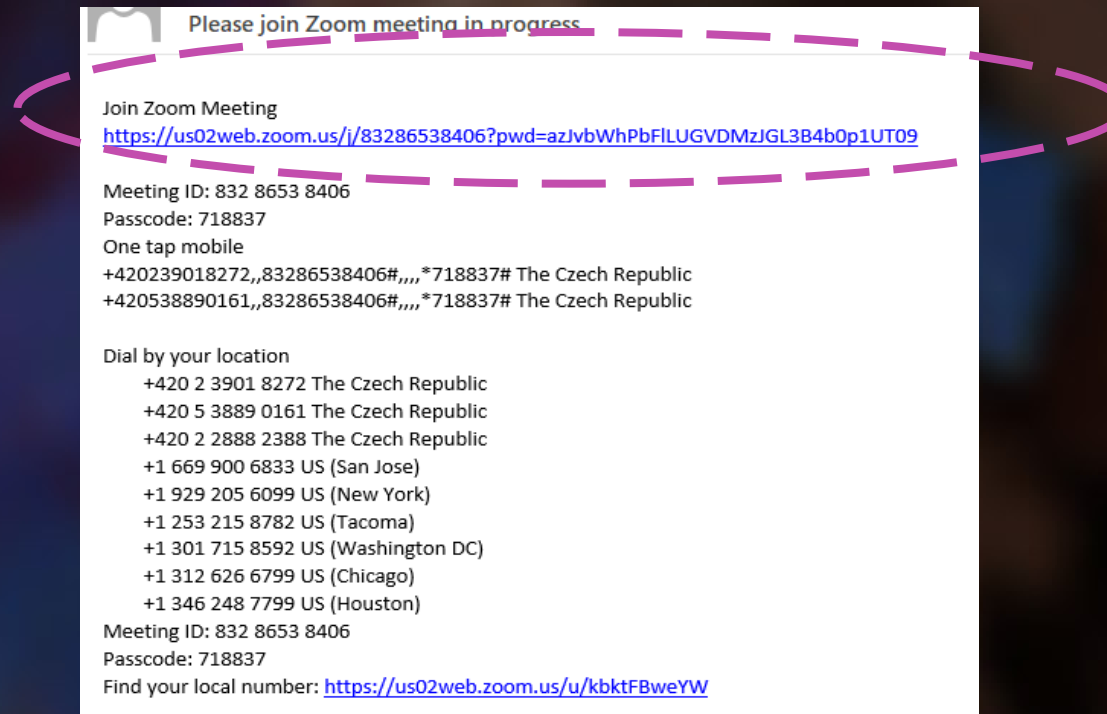 Please join Zoom meeting in progress
Join Zoom Meeting
https://us02web.zoom.us/j/83286538406?pwd=azJvbWhPbFlLUGVDMzJGL3B4b0p1UT09
Meeting ID: 832 8653 8406
Passcode: 718837
One tap mobile
+420239018272,,83286538406#,,,,*718837# The Czech Republic
+420538890161,,83286538406#,,,,*718837# The Czech Republic
Dial by your location
+420 2 3901 8272 The Czech Republic
+420 5 3889 0161 The Czech Republic
+420 2 2888 2388 The Czech Republic
+1 669 900 6833 US (San Jose)
+1 929 205 6099 US (New York)
+1 253 215 8782 US (Tacoma)
+1 301 715 8592 US (Washington DC)
+1 312 626 6799 US (Chicago)
+1 346 248 7799 US (Houston)
Meeting ID: 832 8653 8406
Passcode: 718837
Find your local number: https://us02web.zoom.us/u/kbktFBweYW